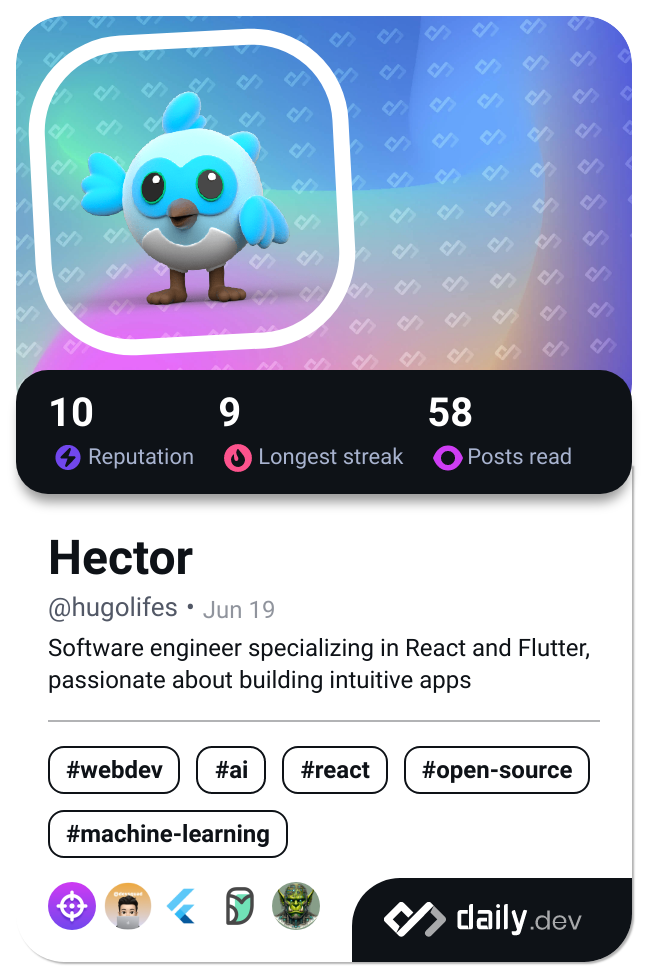 10 9 58
Reputation Longest streak Posts read
Hector
@hugolifes • Jun 19
Software engineer specializing in React and Flutter,
passionate about building intuitive apps
#webdev #ai #react #open-source
#machine-learning
daily.dev